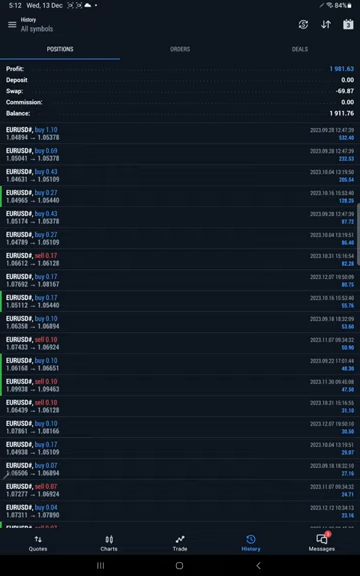 5:12 Wed, 13 Dec 84%
History
All symbols
POSITIONS ORDERS DEALS
Profit: 1 981.63
Deposit 0.00
Swap: -69.87
Commission: 0.00
Balance: 1 911.76
EURUSD#, buy 1.10 2023.09.28 12:47:39
1.04894 → 1.05378 532.40
EURUSD#, buy 0.69 2023.09.28 12:47:39
1.05041 → 1.05378 232.53
EURUSD#, buy 0.43 2023.10.04 13:19:50
1.04631 → 1.05109 205.54
EURUSD#, buy 0.27 2023.10.16 15:53:40
1.04965 → 1.05440 128.25
EURUSD#, buy 0.43 2023.09.28 12:47:39
1.05174 → 1.05378 87.72
EURUSD#, buy 0.27 2023.10.04 13:19:51
1.04789 → 1.05109 86.40
EURUSD#, sell 0.17 2023.10.31 15:16:54
1.06612 → 1.06128 82.28
EURUSD#, buy 0.17 2023.12.07 19:50:09
1.07692 → 1.08167 80.75
EURUSD#, buy 0.17 2023.10.16 15:53:40
1.05112 → 1.05440 55.76
EURUSD#, buy 0.10 2023.09.18 18:32:09
1.06358 → 1.06894 53.60
EURUSD#, sell 0.10 2023.11.07 09:34:32
1.07433 → 1.06924 50.90
EURUSD#, buy 0.10 2023.09.22 17:01:44
1.06168 → 1.06651 48.30
EURUSD#, sell 0.10 2023.11.30 09:45:08
1.09938 → 1.09463 47.50
EURUSD#, sell 0.10 2023.10.31 15:16:55
1.06439 → 1.06128 31.10
EURUSD#, buy 0.10 2023.12.07 19:50:10
1.07861 → 1.08166 30.50
EURUSD#, buy 0.17 2023.10.04 13:19:51
1.04938 → 1.05109 29.07
EURUSD#, buy 0.07 2023.09.18 18:32:10
1.06506 → 1.06894 27.16
EURUSD#, sell 0.07 2023.11.07 09:34:32
1.07277 → 1.06924 24.71
EURUSD#, buy 0.04 2023.12.12 10:34:13
1.07311 → 1.07890 23.16
Quotes Charts Trade History Messages